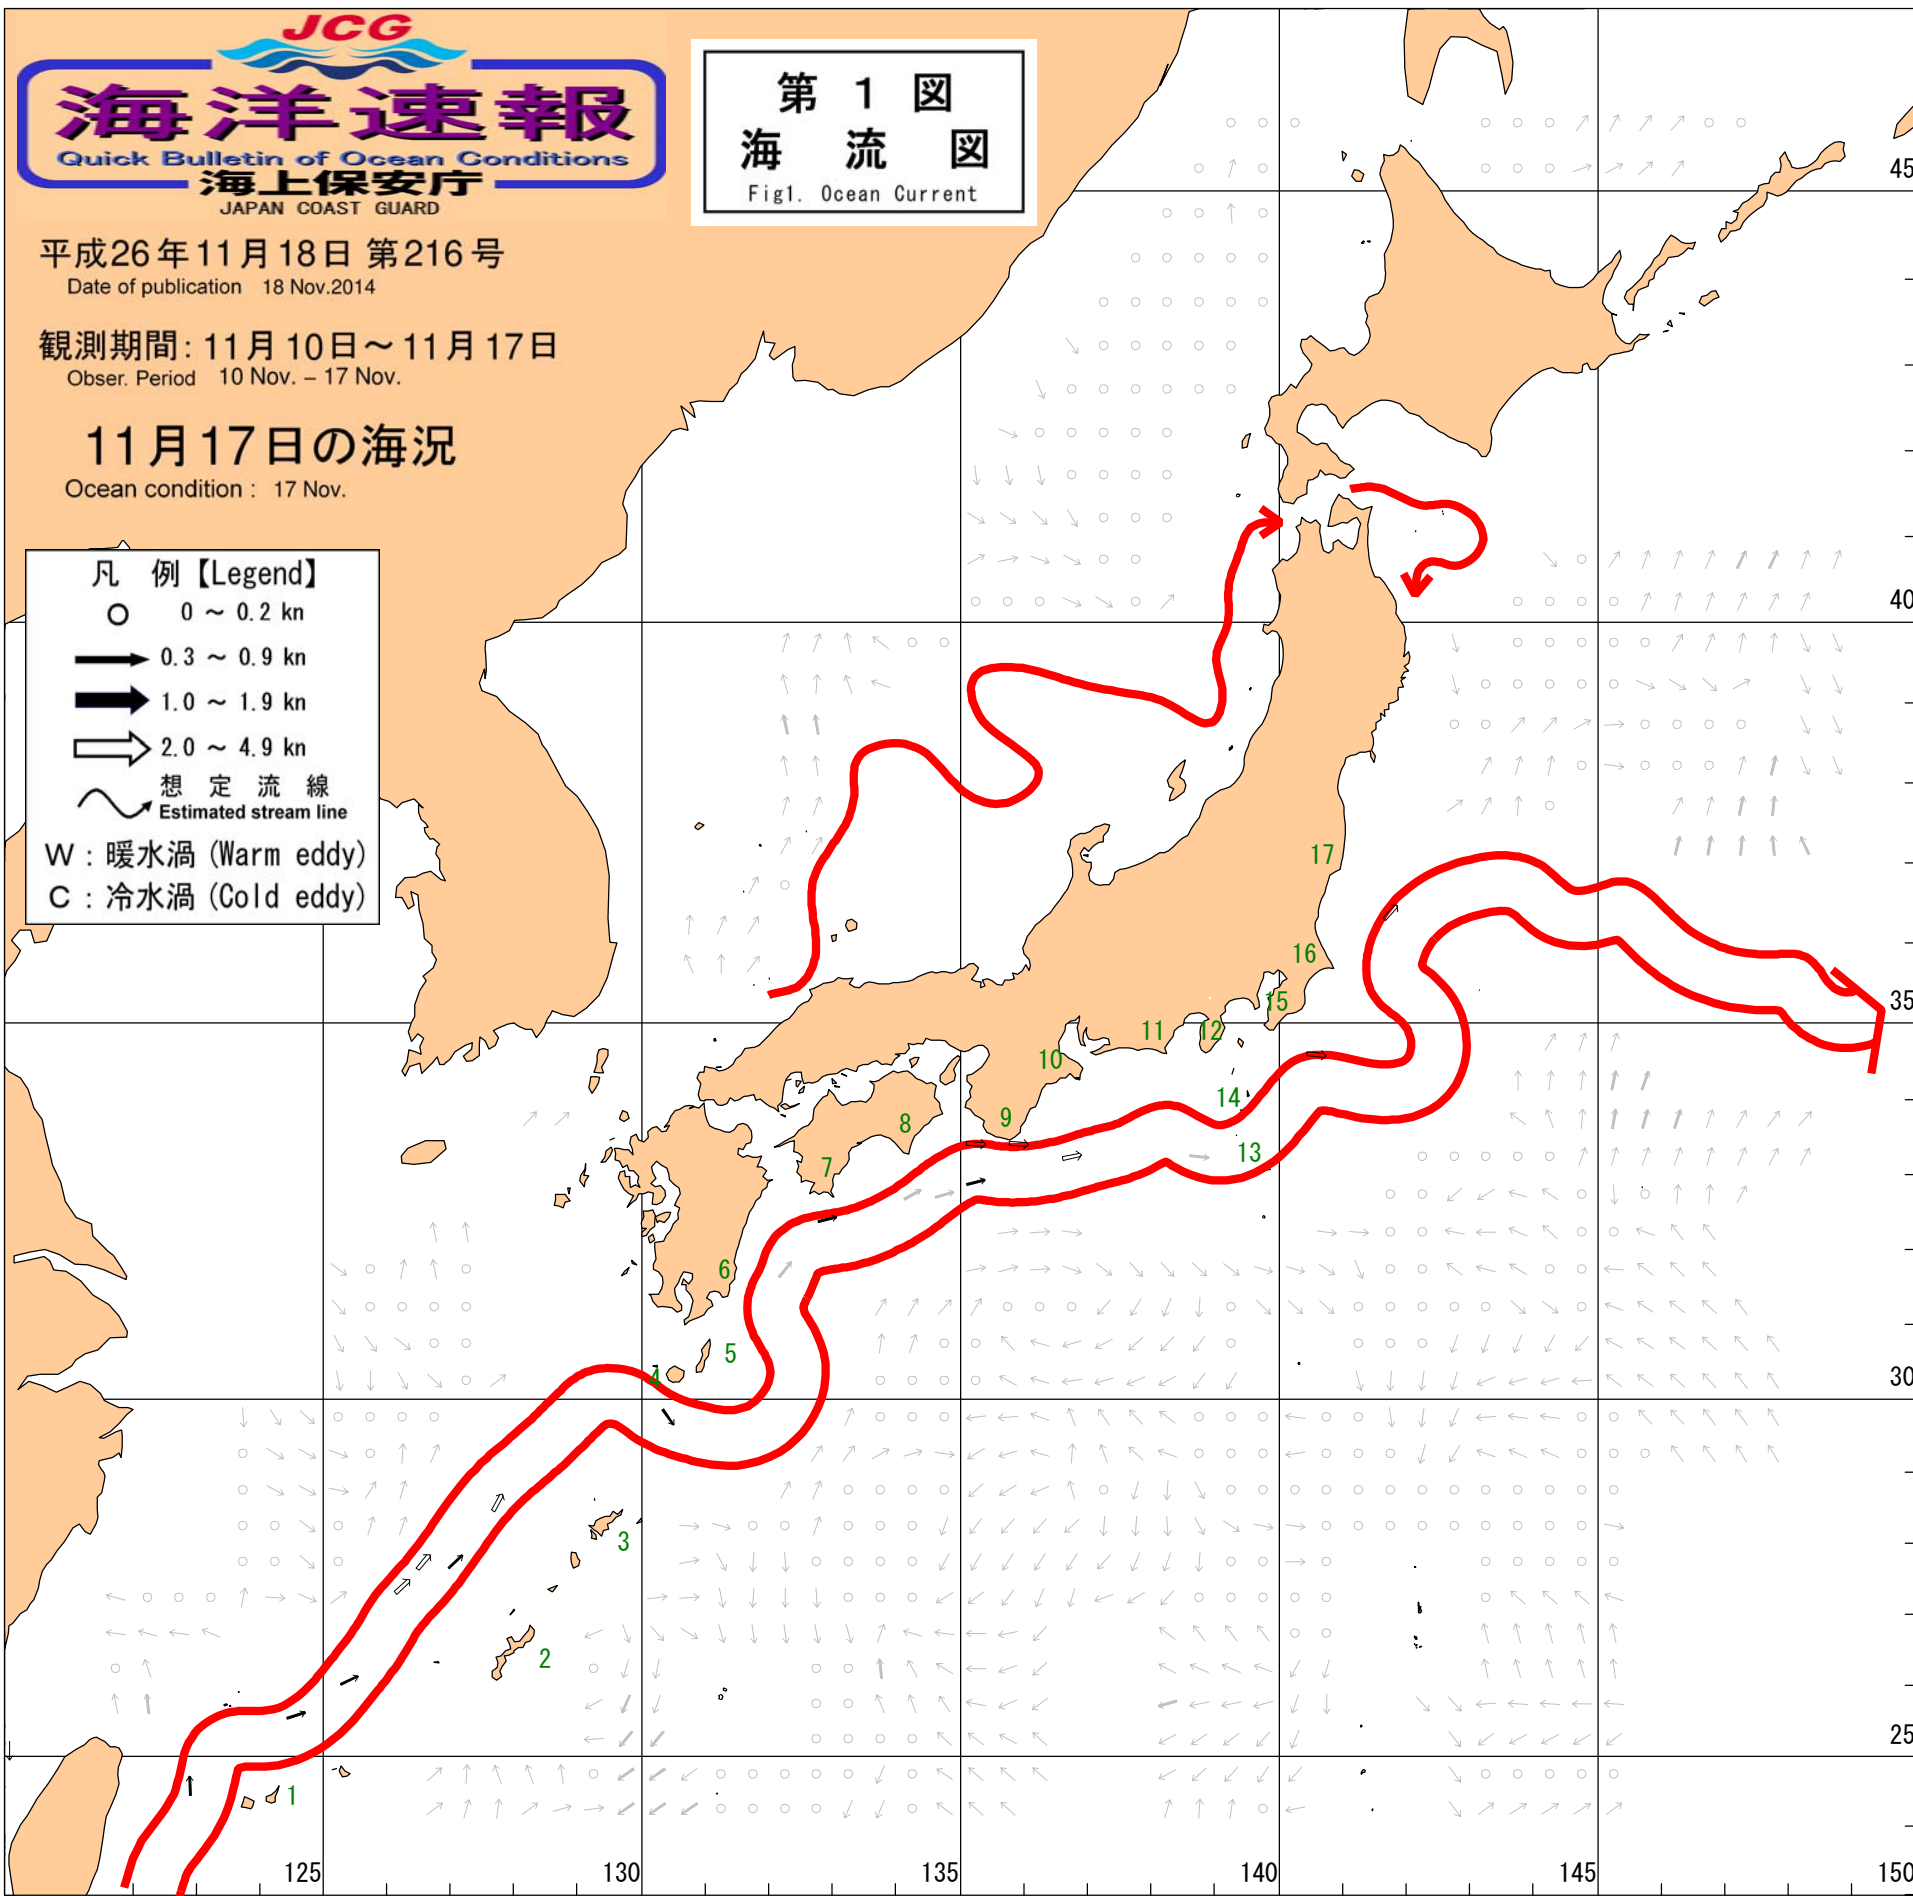 JCG
海洋速報
Quick Bulletin of Ocean Conditions
海上保安庁
JAPAN COAST GUARD
第 1 図
海 流 図
Fig1. Ocean Current
平成26年11月18日 第216号
Date of publication 18 Nov.2014
観測期間: 11月10日～11月17日
Obser. Period 10 Nov. – 17 Nov.
11月17日の海況
Ocean condition : 17 Nov.
凡 例【Legend】
0 ～ 0.2 kn
0.3 ～ 0.9 kn
1.0 ～ 1.9 kn
2.0 ～ 4.9 kn
想 定 流 線
Estimated stream line
W : 暖水渦 (Warm eddy)
C : 冷水渦 (Cold eddy)
45
40
35
30
25
17
16
15
12
11
10
14
13
9
8
7
6
5
4
3
2
1
125
130
135
140
145
150